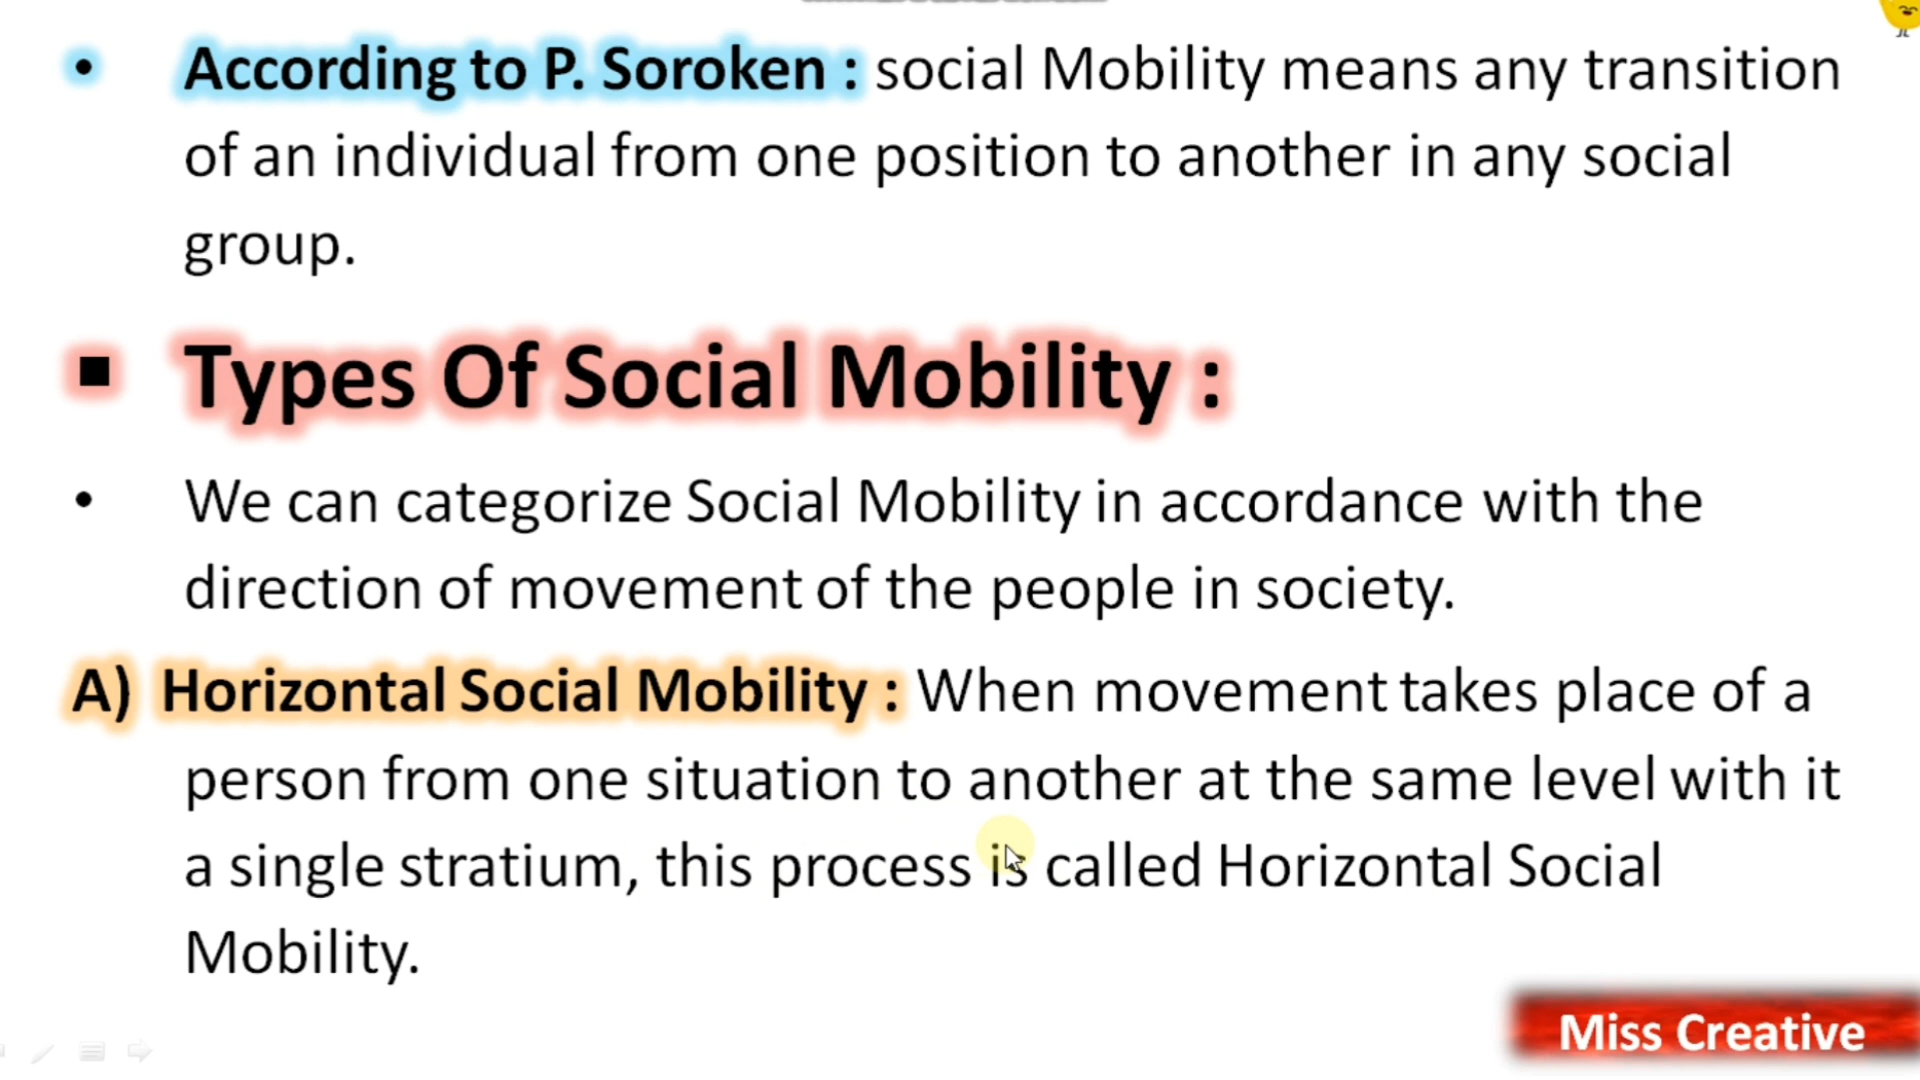 • According to P. Soroken : social Mobility means any transition
of an individual from one position to another in any social
group.
▪ Types Of Social Mobility :
• We can categorize Social Mobility in accordance with the
direction of movement of the people in society.
A) Horizontal Social Mobility : When movement takes place of a
person from one situation to another at the same level with it
a single stratium, this process is called Horizontal Social
Mobility.
Miss Creative